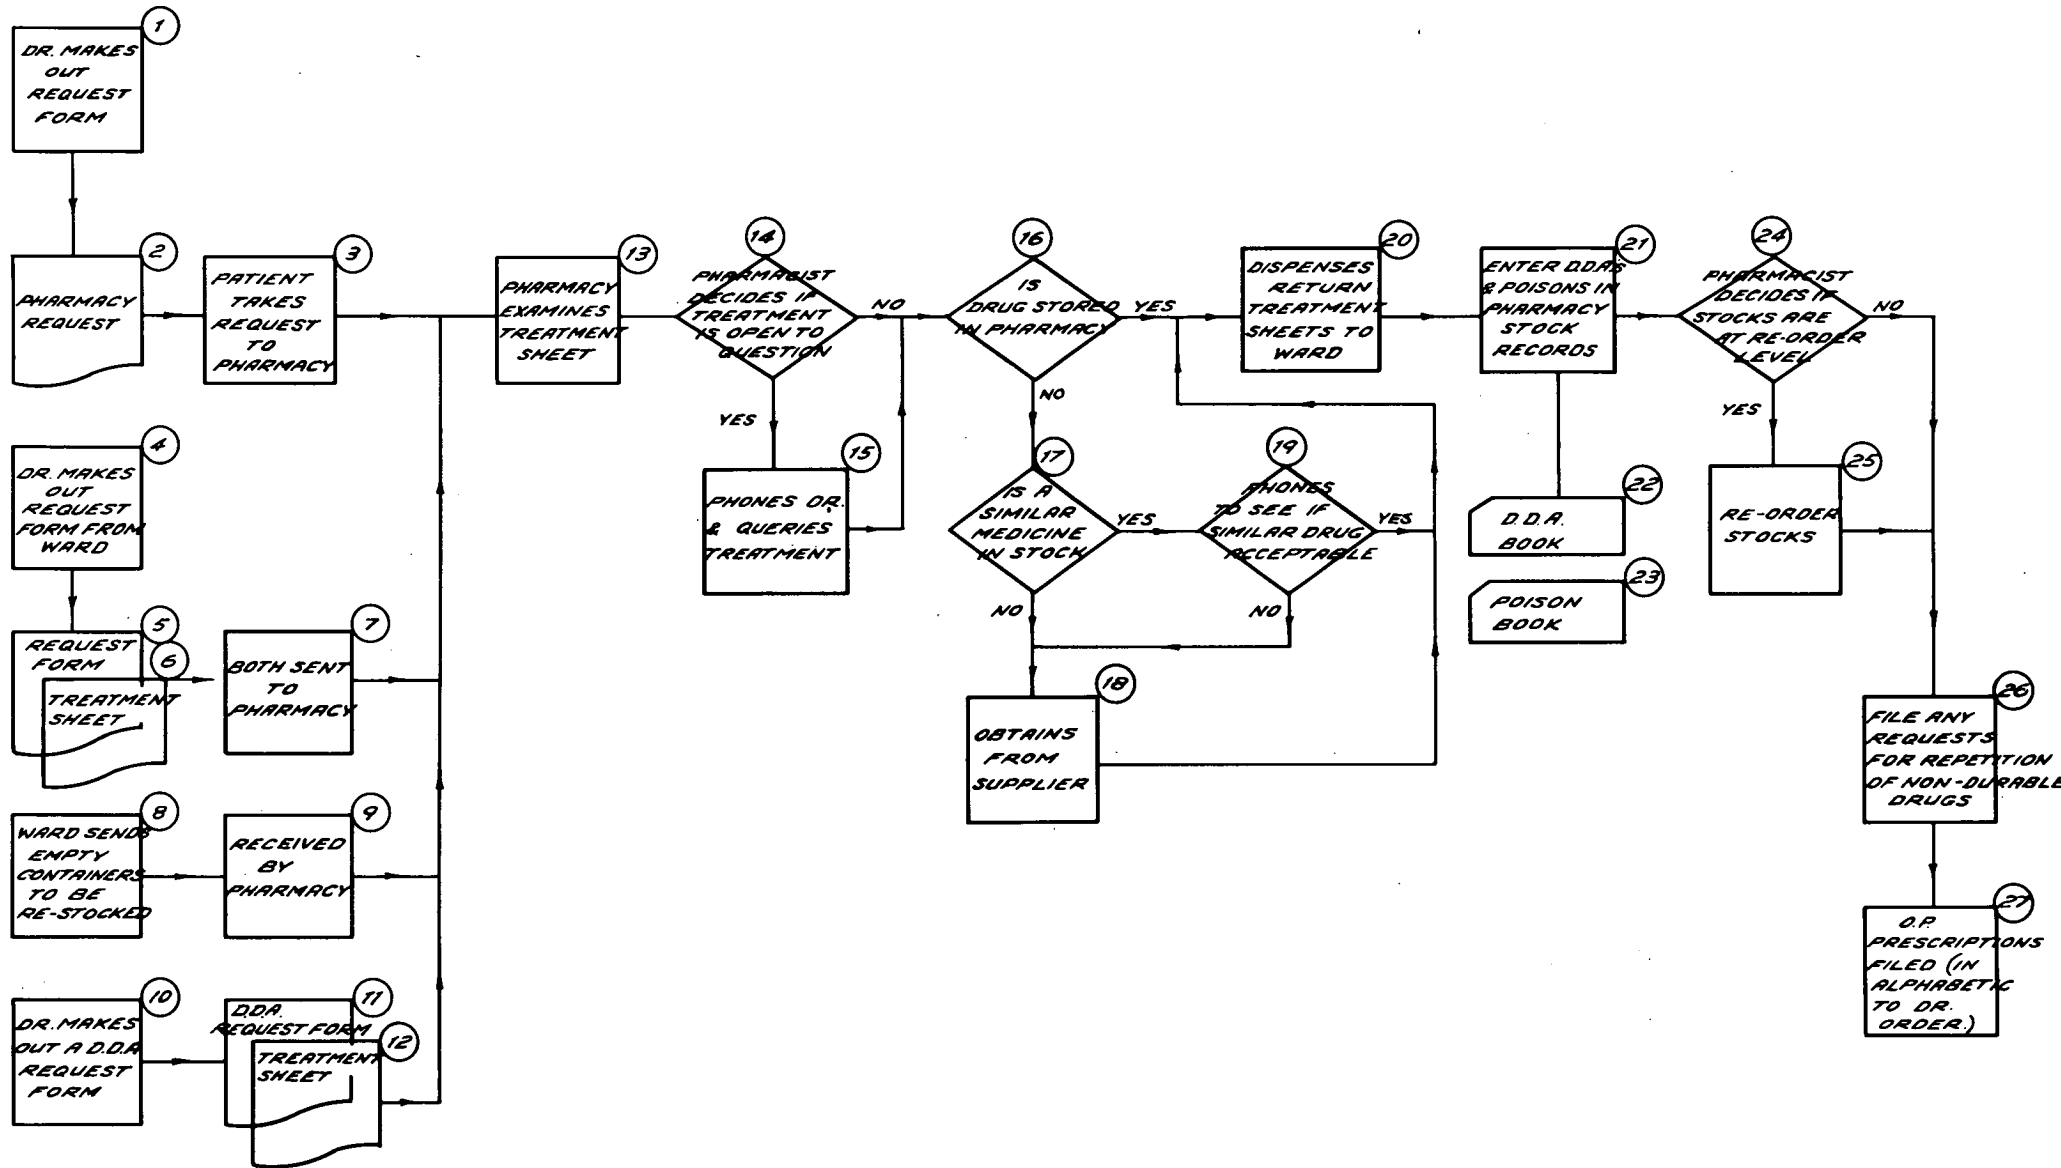 1
DR. MAKES
OUT
REQUEST
FORM
2
PHARMACY
REQUEST
3
PATIENT
TAKES
REQUEST
TO
PHARMACY
4
DR. MAKES
OUT
REQUEST
FORM FROM
WARD
5
REQUEST
FORM
6
TREATMENT
SHEET
7
BOTH SENT
TO
PHARMACY
8
WARD SENDS
EMPTY
CONTAINERS
TO BE
RE-STOCKED
9
RECEIVED
BY
PHARMACY
10
DR. MAKES
OUT A D.D.A
REQUEST
FORM
11
D.D.A.
REQUEST FORM
12
TREATMENT
SHEET
13
PHARMACY
EXAMINES
TREATMENT
SHEET
14
PHARMACIST
DECIDES IF
TREATMENT
IS OPEN TO
QUESTION
NO
YES
15
PHONES DR.
& QUERIES
TREATMENT
16
IS
DRUG STORED
IN PHARMACY
YES
NO
17
IS A
SIMILAR
MEDICINE
IN STOCK
YES
NO
18
OBTAINS
FROM
SUPPLIER
19
PHONES
TO SEE IF
SIMILAR DRUG
ACCEPTABLE
YES
NO
20
DISPENSES
RETURN
TREATMENT
SHEETS TO
WARD
21
ENTER D.D.A's
& POISONS IN
PHARMACY
STOCK
RECORDS
22
D.D.A.
BOOK
23
POISON
BOOK
24
PHARMACIST
DECIDES IF
STOCKS ARE
AT RE-ORDER
LEVEL
NO
YES
25
RE-ORDER
STOCKS
26
FILE ANY
REQUESTS
FOR REPETITION
OF NON-DURABLE
DRUGS
27
O.P.
PRESCRIPTIONS
FILED (IN
ALPHABETIC
TO DR.
ORDER.)